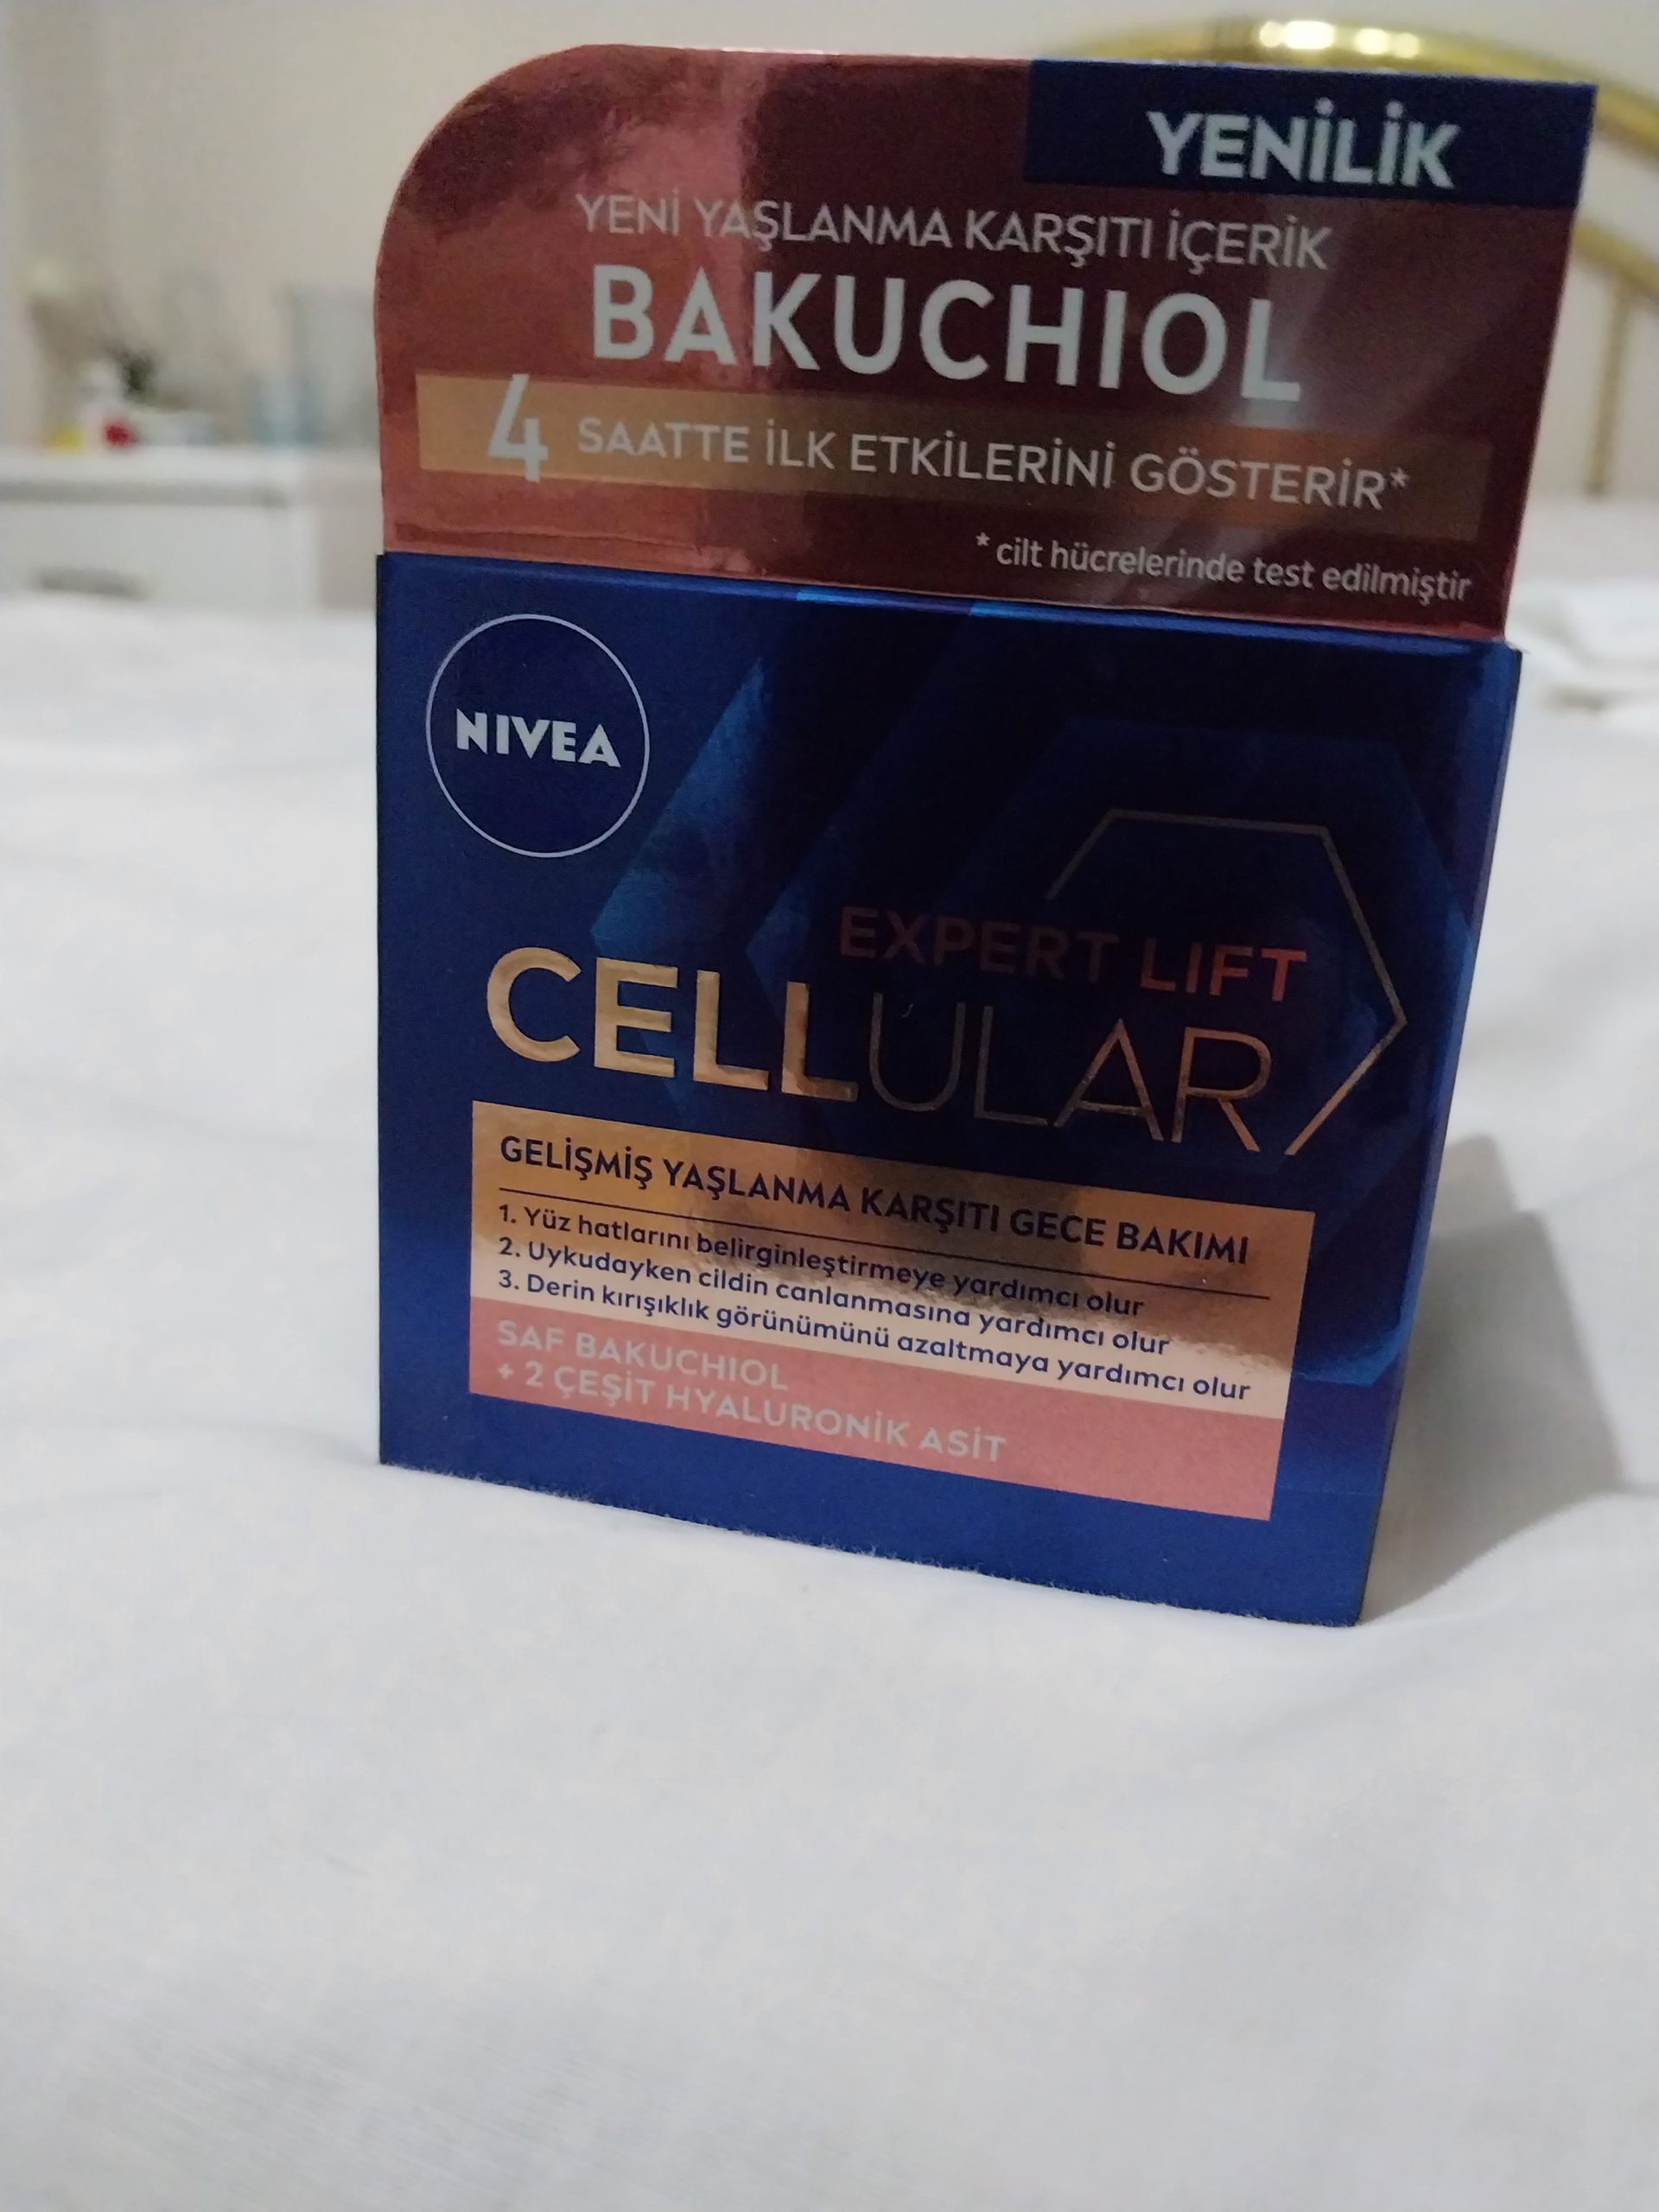 YENİLİK
YENİ YAŞLANMA KARŞITI İÇERİK
BAKUCHIOL
4 SAATTE İLK ETKİLERİNİ GÖSTERİR*
* cilt hücrelerinde test edilmiştir
NIVEA
EXPERT LIFT
CELLULAR
GELİŞMİŞ YAŞLANMA KARŞITI GECE BAKIMI
1. Yüz hatlarını belirginleştirmeye yardımcı olur
2. Uykudayken cildin canlanmasına yardımcı olur
3. Derin kırışıklık görünümünü azaltmaya yardımcı olur
SAF BAKUCHIOL
+ 2 ÇEŞİT HYALURONİK ASİT